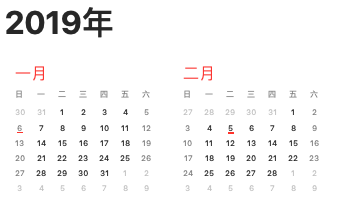 2019年
一月
日 一 二 三 四 五 六
30 31 1 2 3 4 5
6 7 8 9 10 11 12
13 14 15 16 17 18 19
20 21 22 23 24 25 26
27 28 29 30 31 1 2
3 4 5 6 7 8 9
二月
日 一 二 三 四 五 六
27 28 29 30 31 1 2
3 4 5 6 7 8 9
10 11 12 13 14 15 16
17 18 19 20 21 22 23
24 25 26 27 28 1 2
3 4 5 6 7 8 9